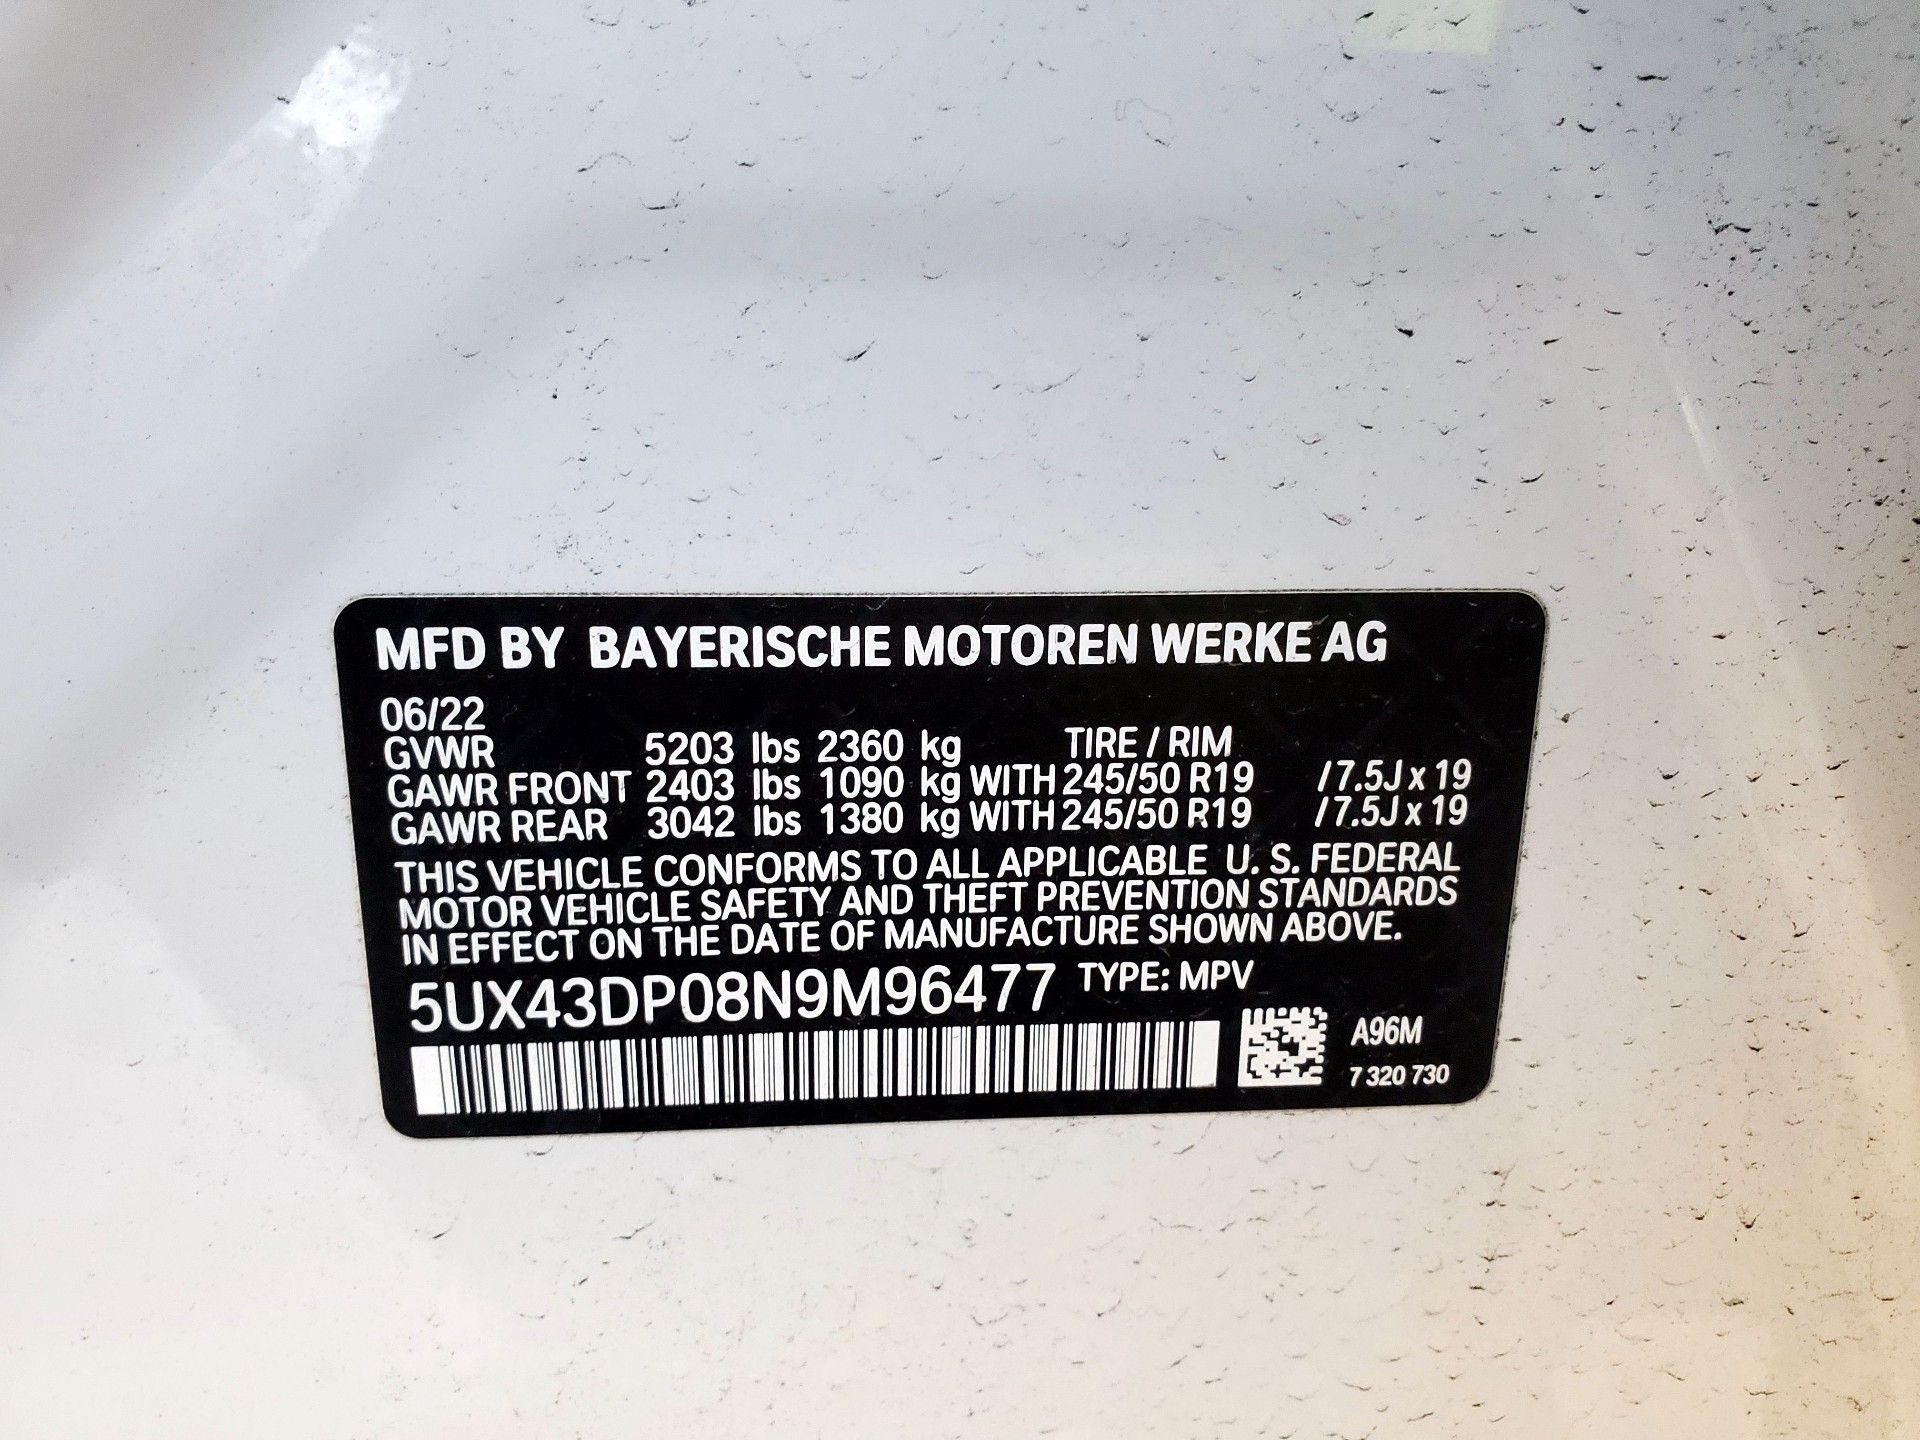 MFD BY BAYERISCHE MOTOREN WERKE AG
06/22
GVWR 5203 lbs 2360 kg TIRE / RIM
GAWR FRONT 2403 lbs 1090 kg WITH 245/50 R19 /7.5J x 19
GAWR REAR 3042 lbs 1380 kg WITH 245/50 R19 /7.5J x 19
THIS VEHICLE CONFORMS TO ALL APPLICABLE U. S. FEDERAL
MOTOR VEHICLE SAFETY AND THEFT PREVENTION STANDARDS
IN EFFECT ON THE DATE OF MANUFACTURE SHOWN ABOVE.
5UX43DP08N9M96477 TYPE: MPV
A96M
7 320 730